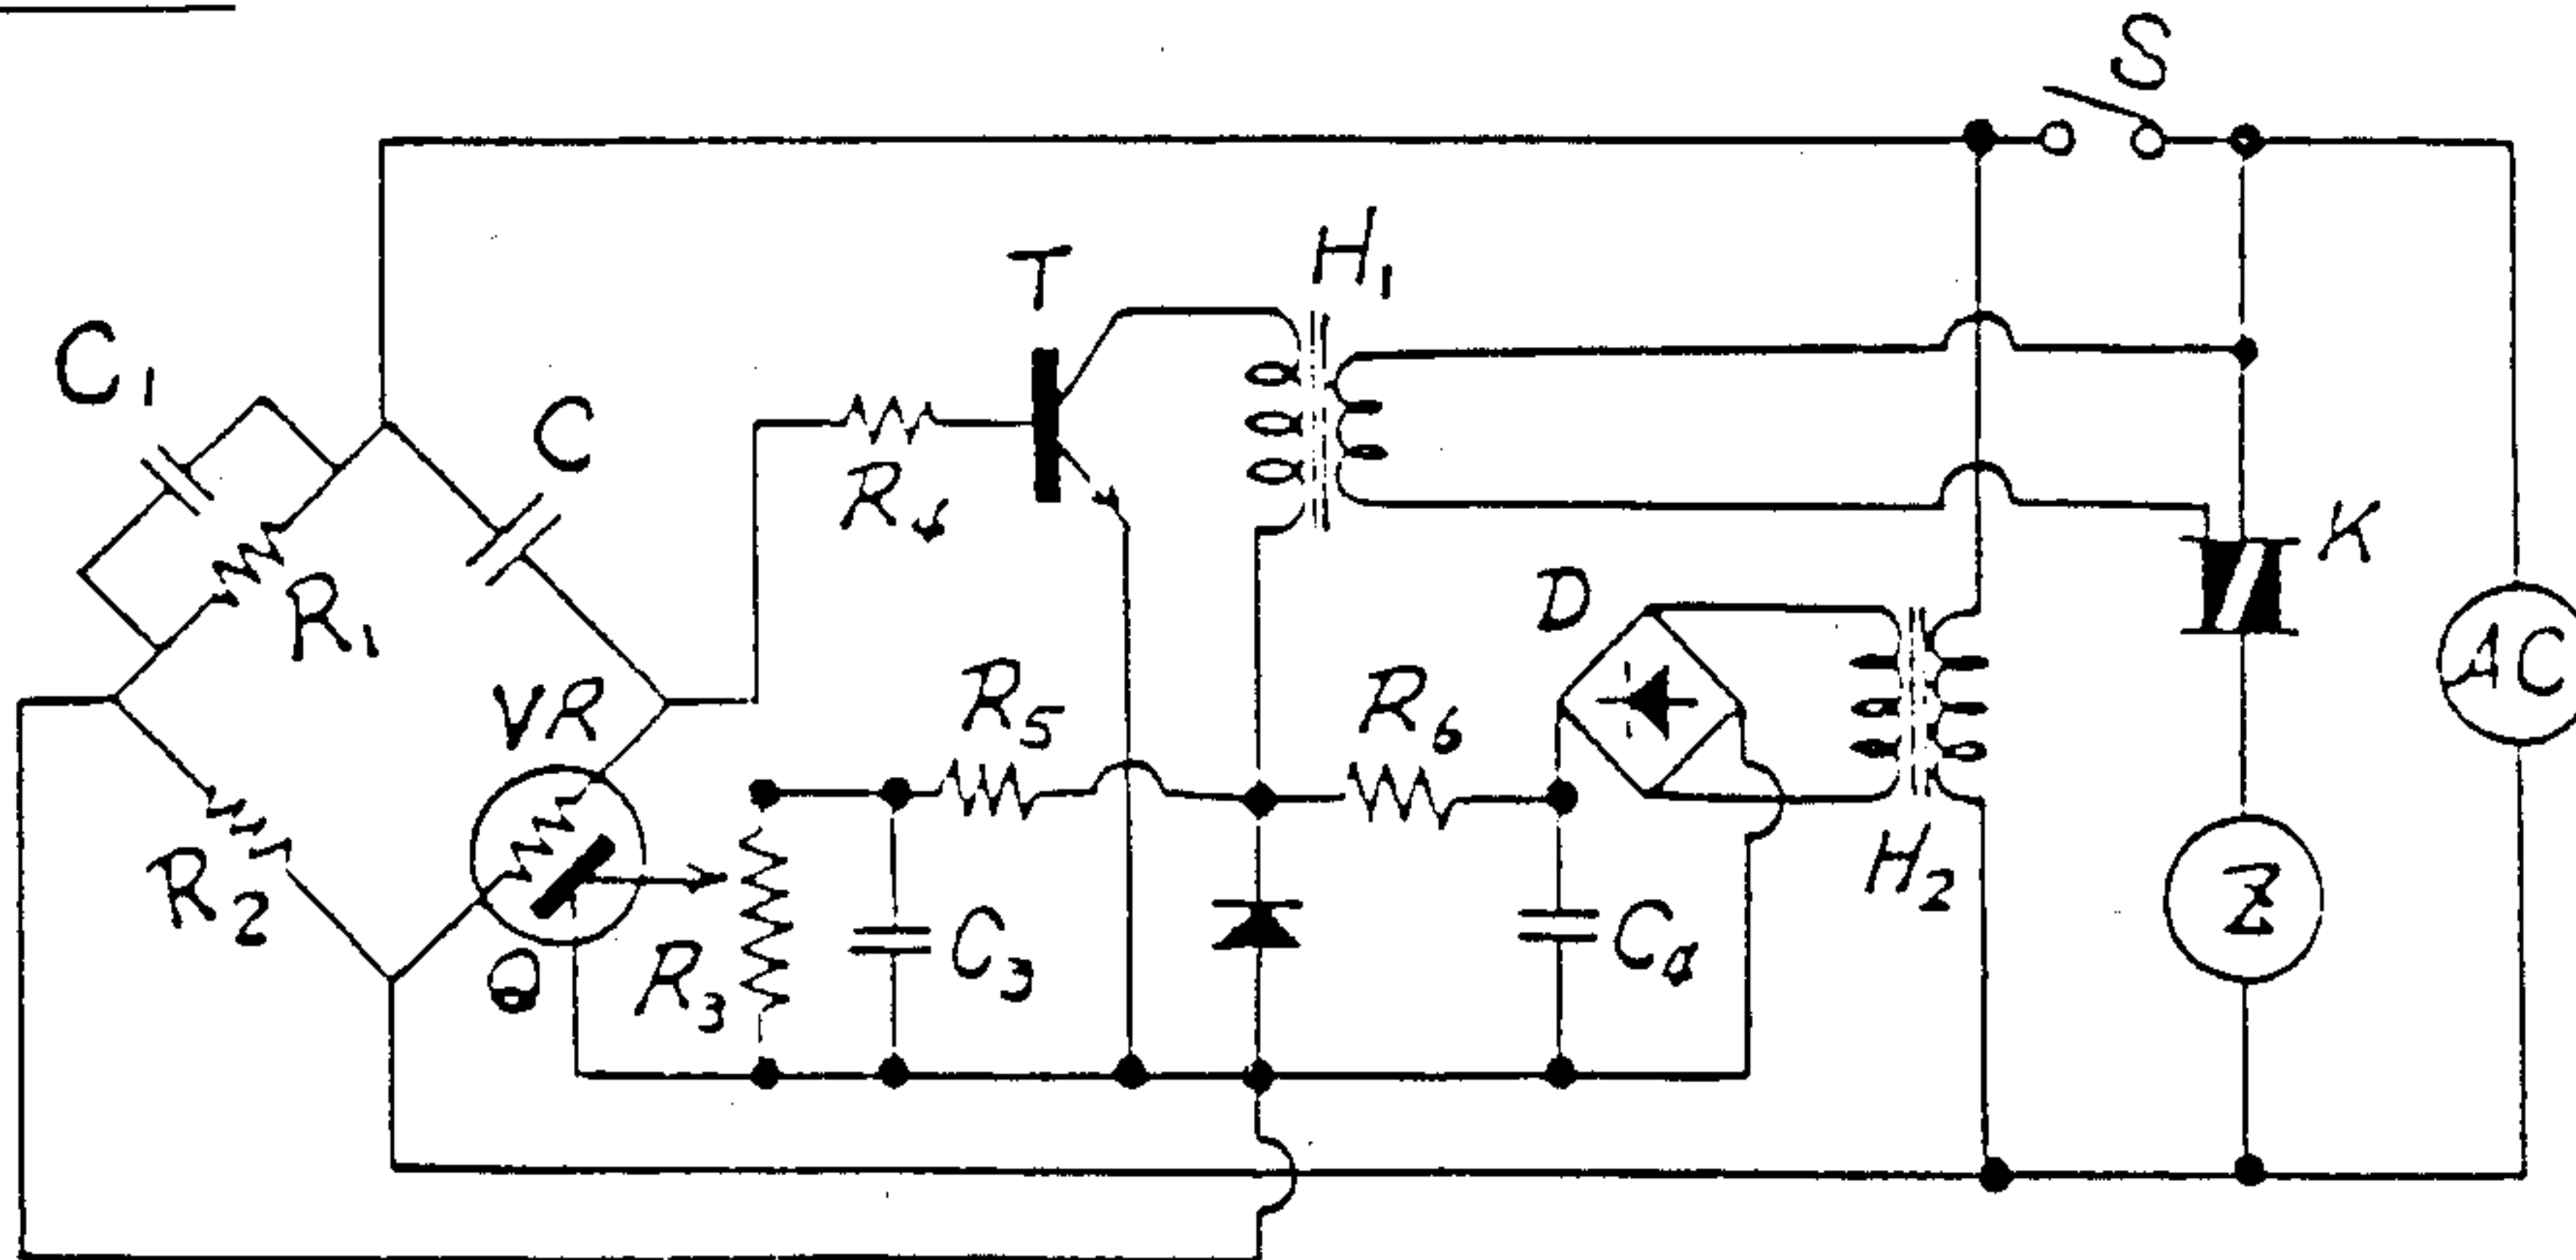 S
H₁
T
C₁
C
R₄
K
D
R₁
AC
VR
R₅
R₆
R₂
H₂
Z
Q
R₃
C₃
C₄